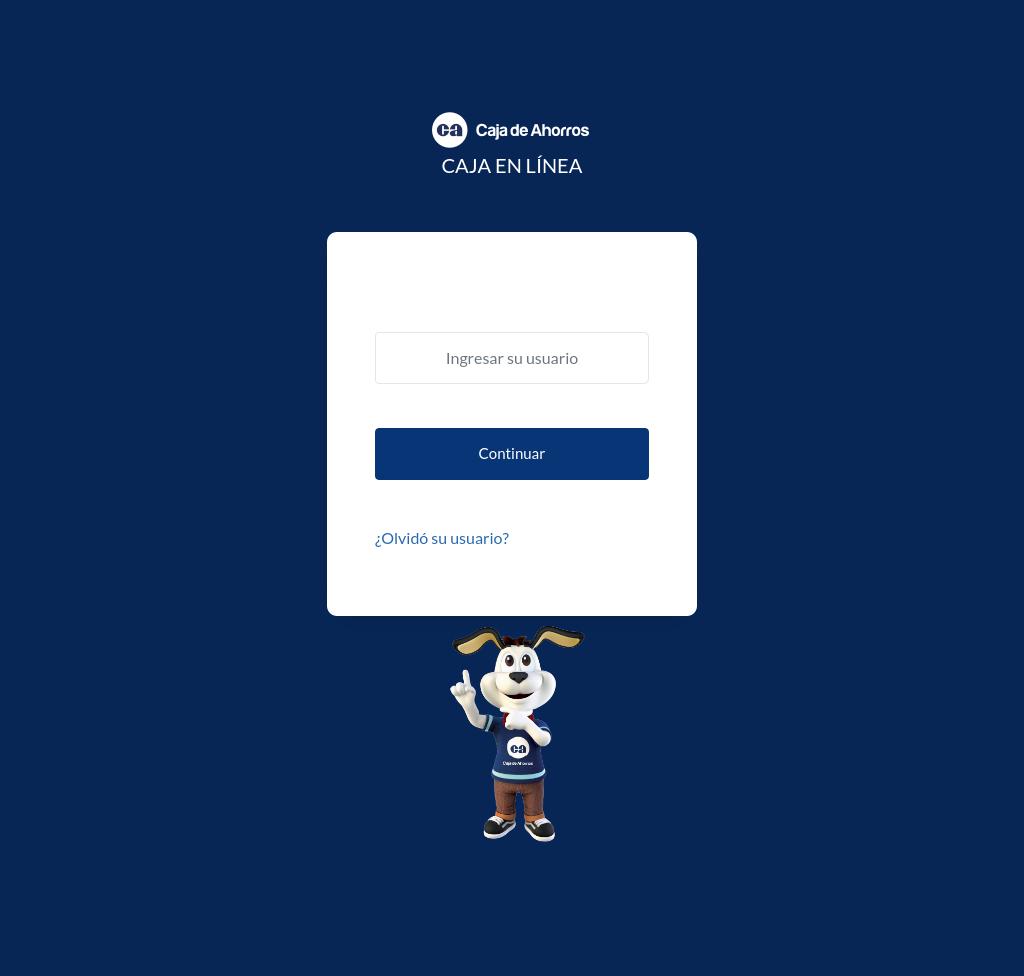 ca Caja de Ahorros
CAJA EN LÍNEA
Ingresar su usuario
Continuar
¿Olvidó su usuario?
ca
Caja de Ahorros